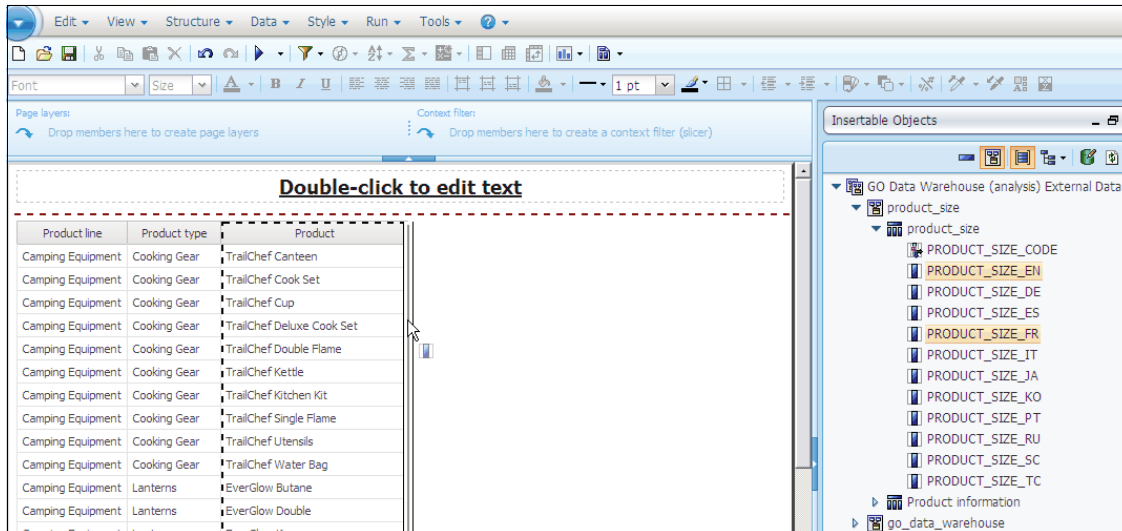 Edit View Structure Data Style Run Tools
Font Size A B I U 1 pt
Page layers:
Drop members here to create page layers
Context filter:
Drop members here to create a context filter (slicer)
Double-click to edit text
Product line Product type Product
Camping Equipment Cooking Gear TrailChef Canteen
Camping Equipment Cooking Gear TrailChef Cook Set
Camping Equipment Cooking Gear TrailChef Cup
Camping Equipment Cooking Gear TrailChef Deluxe Cook Set
Camping Equipment Cooking Gear TrailChef Double Flame
Camping Equipment Cooking Gear TrailChef Kettle
Camping Equipment Cooking Gear TrailChef Kitchen Kit
Camping Equipment Cooking Gear TrailChef Single Flame
Camping Equipment Cooking Gear TrailChef Utensils
Camping Equipment Cooking Gear TrailChef Water Bag
Camping Equipment Lanterns EverGlow Butane
Camping Equipment Lanterns EverGlow Double
Insertable Objects
GO Data Warehouse (analysis) External Data
product_size
product_size
PRODUCT_SIZE_CODE
PRODUCT_SIZE_EN
PRODUCT_SIZE_DE
PRODUCT_SIZE_ES
PRODUCT_SIZE_FR
PRODUCT_SIZE_IT
PRODUCT_SIZE_JA
PRODUCT_SIZE_KO
PRODUCT_SIZE_PT
PRODUCT_SIZE_RU
PRODUCT_SIZE_SC
PRODUCT_SIZE_TC
Product information
go_data_warehouse